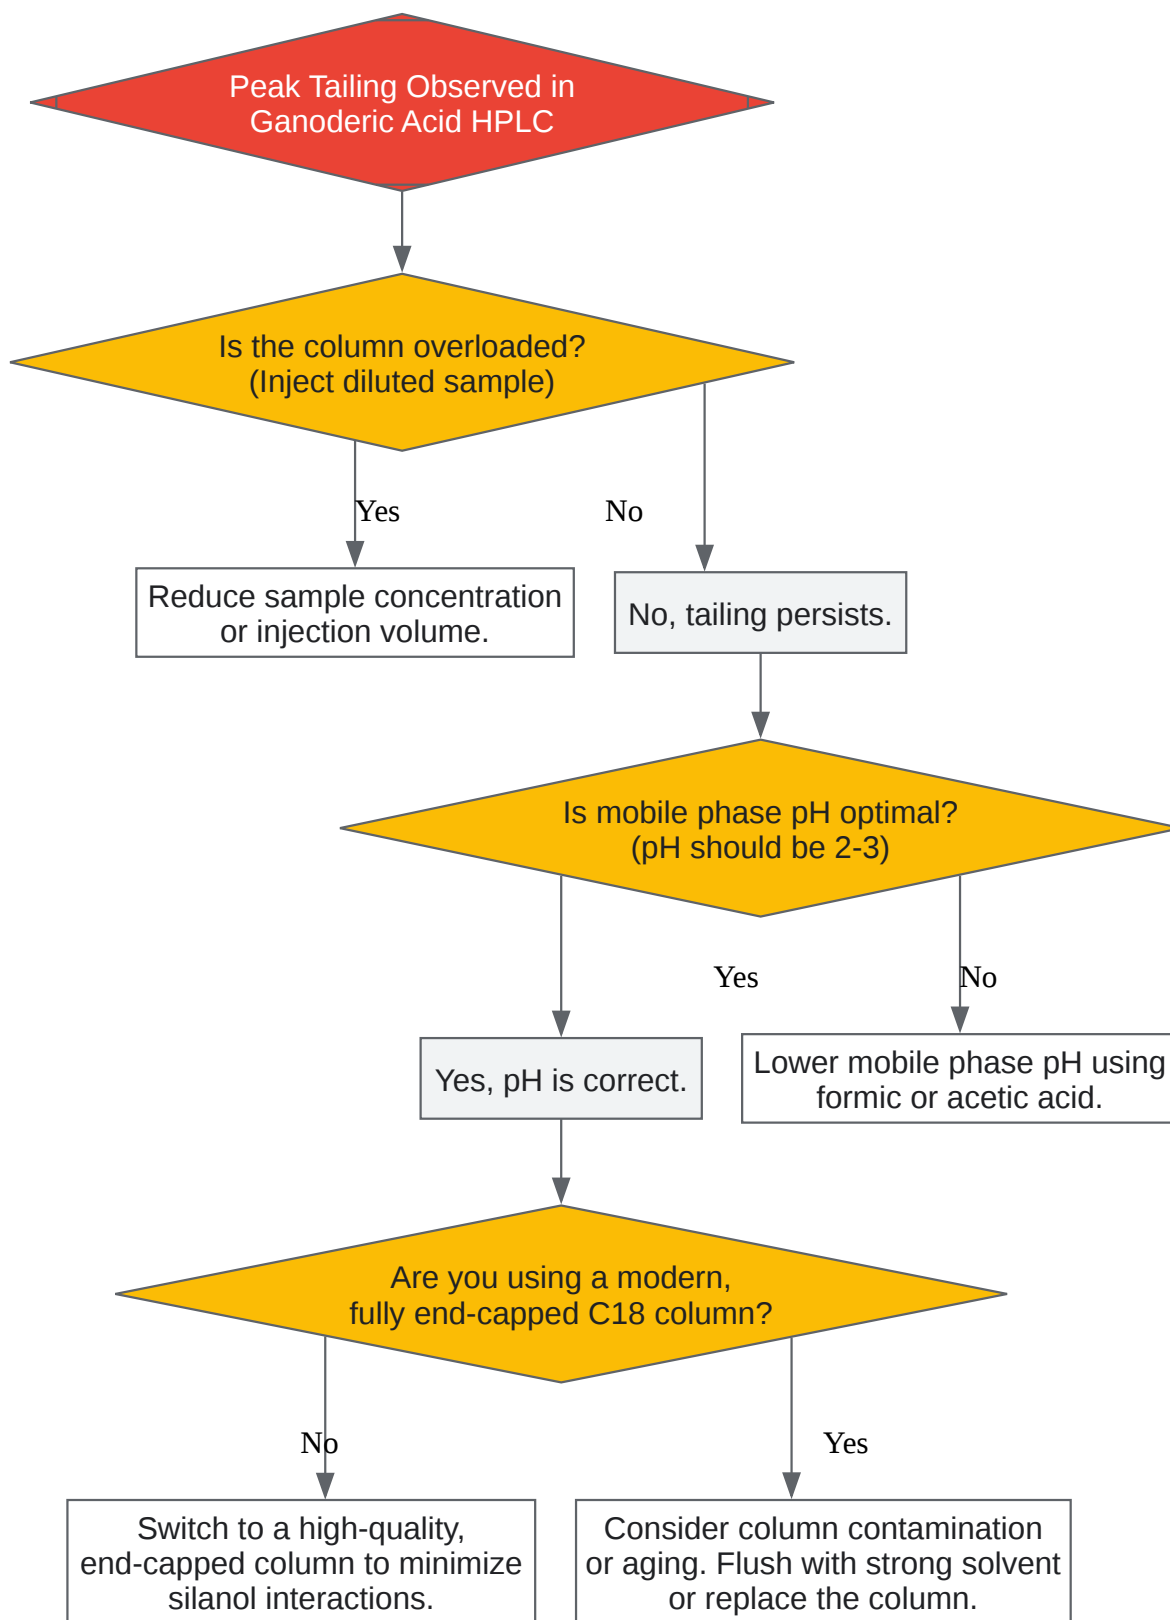 Peak Tailing Observed in
Ganoderic Acid HPLC
Is the column overloaded?
(Inject diluted sample)
Yes
No
Reduce sample concentration
or injection volume.
No, tailing persists.
Is mobile phase pH optimal?
(pH should be 2-3)
Yes
No
Yes, pH is correct.
Lower mobile phase pH using
formic or acetic acid.
Are you using a modern,
fully end-capped C18 column?
No
Yes
Switch to a high-quality,
end-capped column to minimize
silanol interactions.
Consider column contamination
or aging. Flush with strong solvent
or replace the column.